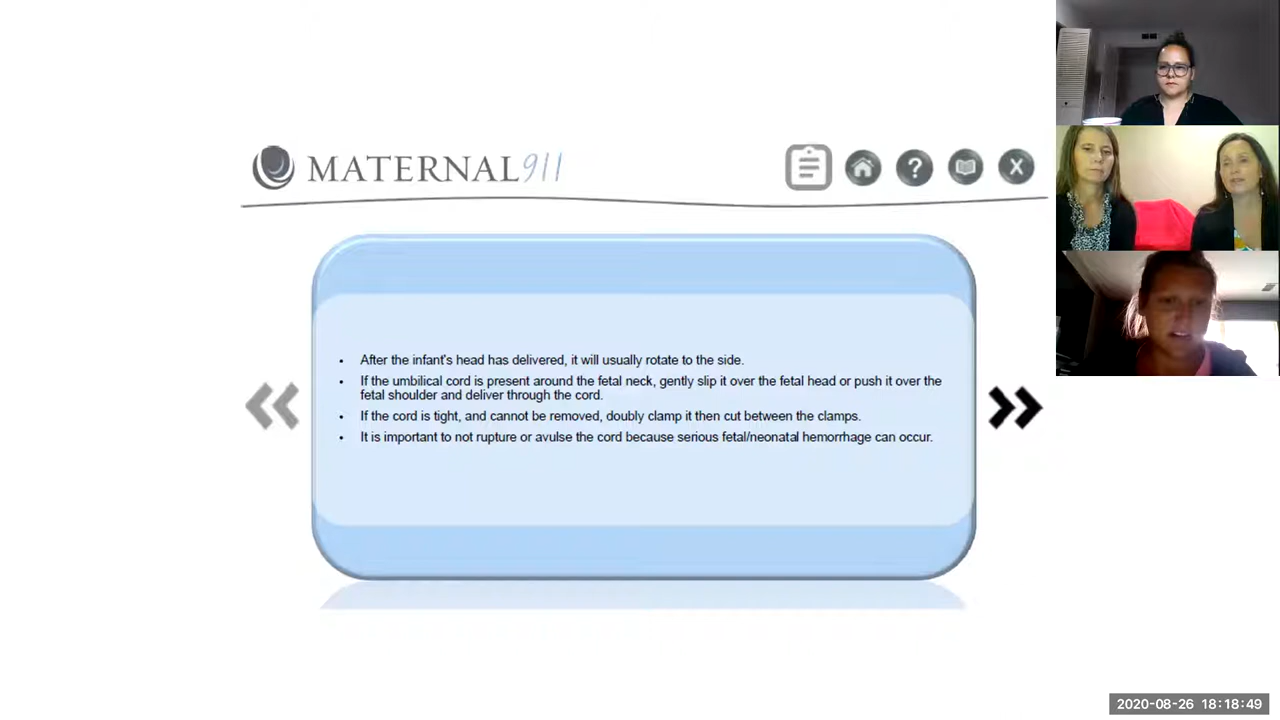 MATERNAL911
?
X
• After the infant's head has delivered, it will usually rotate to the side.
• If the umbilical cord is present around the fetal neck, gently slip it over the fetal head or push it over the
fetal shoulder and deliver through the cord.
• If the cord is tight, and cannot be removed, doubly clamp it then cut between the clamps.
• It is important to not rupture or avulse the cord because serious fetal/neonatal hemorrhage can occur.
2020-08-26 18:18:49